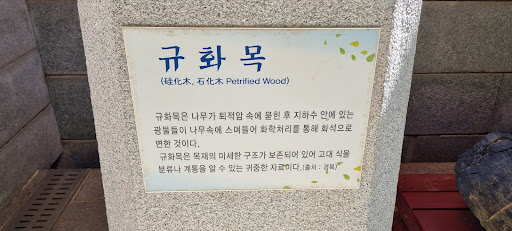 규화목
(硅化木, 石化木 Petrified Wood)
규화목은 나무가 퇴적암 속에 묻힌 후 지하수 안에 있는
광물들이 나무속에 스며들어 화학처리를 통해 화석으로
변한 것이다.
규화목은 목재의 미세한 구조가 보존되어 있어 고대 식물
분류나 계통을 알 수 있는 귀중한 자료이다.(출처 : 경북)